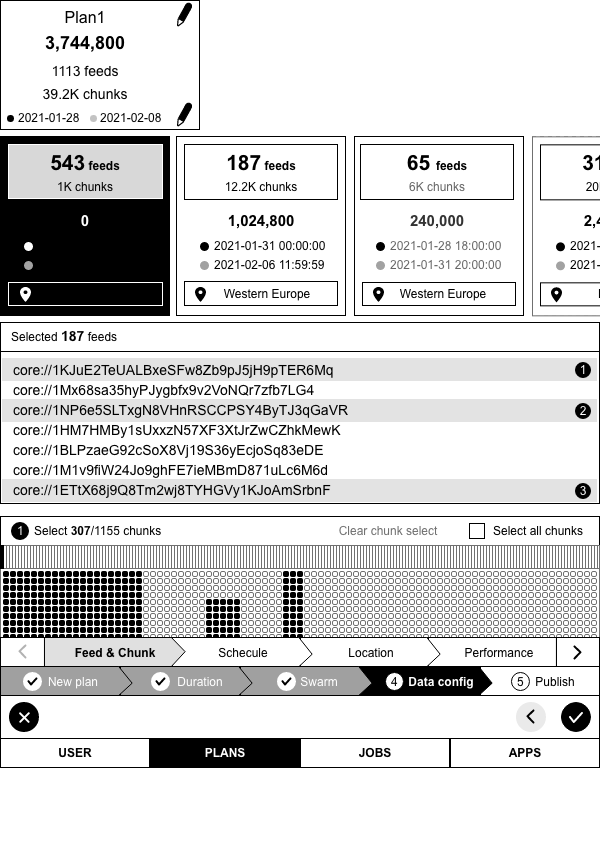 Plan1
3,744,800
1113 feeds
39.2K chunks
2021-01-28 2021-02-08
543 feeds
1K chunks
0
187 feeds
12.2K chunks
1,024,800
2021-01-31 00:00:00
2021-02-06 11:59:59
Western Europe
65 feeds
6K chunks
240,000
2021-01-28 18:00:00
2021-01-31 20:00:00
Western Europe
31
20
2,4
2021-
2021-
Selected 187 feeds
core://1KJuE2TeUALBxeSFw8Zb9pJ5jH9pTER6Mq 1
core://1Mx68sa35hyPJygbfx9v2VoNQr7zfb7LG4
core://1NP6e5SLTxgN8VHnRSCCPSY4ByTJ3qGaVR 2
core://1HM7HMBy1sUxxzN57XF3XtJrZwCZhkMewK
core://1BLPzaeG92cSoX8Vj19S36yEcjoSq83eDE
core://1M1v9fiW24Jo9ghFE7ieMBmD871uLc6M6d
core://1ETtX68j9Q8Tm2wj8TYHGVy1KJoAmSrbnF 3
1 Select 307/1155 chunks Clear chunk select Select all chunks
Feed & Chunk Schecule Location Performance
New plan Duration Swarm 4 Data config 5 Publish
USER PLANS JOBS APPS